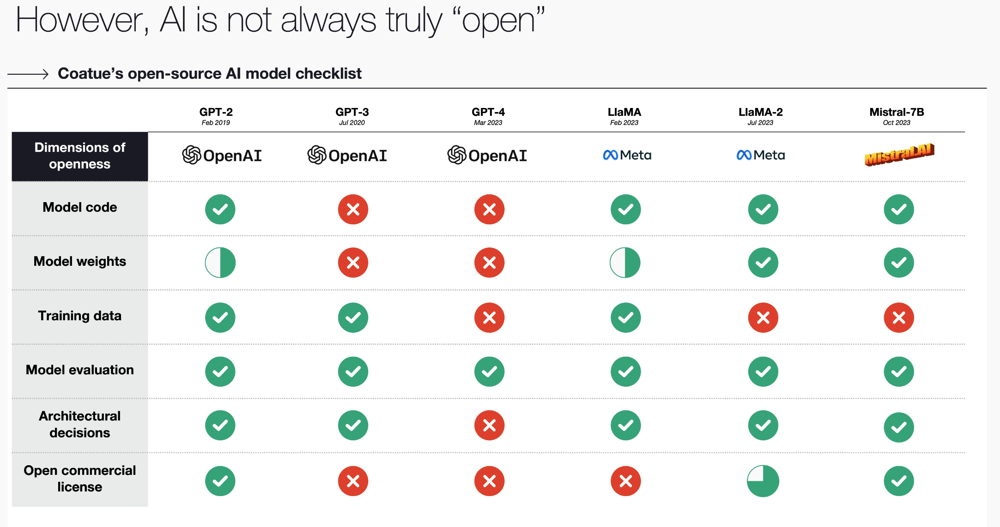 However, AI is not always truly “open”
Coatue’s open-source AI model checklist
GPT-2 GPT-3 GPT-4 LlaMA LlaMA-2 Mistral-7B
Feb 2019 Jul 2020 Mar 2023 Feb 2023 Jul 2023 Oct 2023
Dimensions of
openness
OpenAI OpenAI OpenAI Meta Meta Mistral.AI
Model code
Model weights
Training data
Model evaluation
Architectural
decisions
Open commercial
license